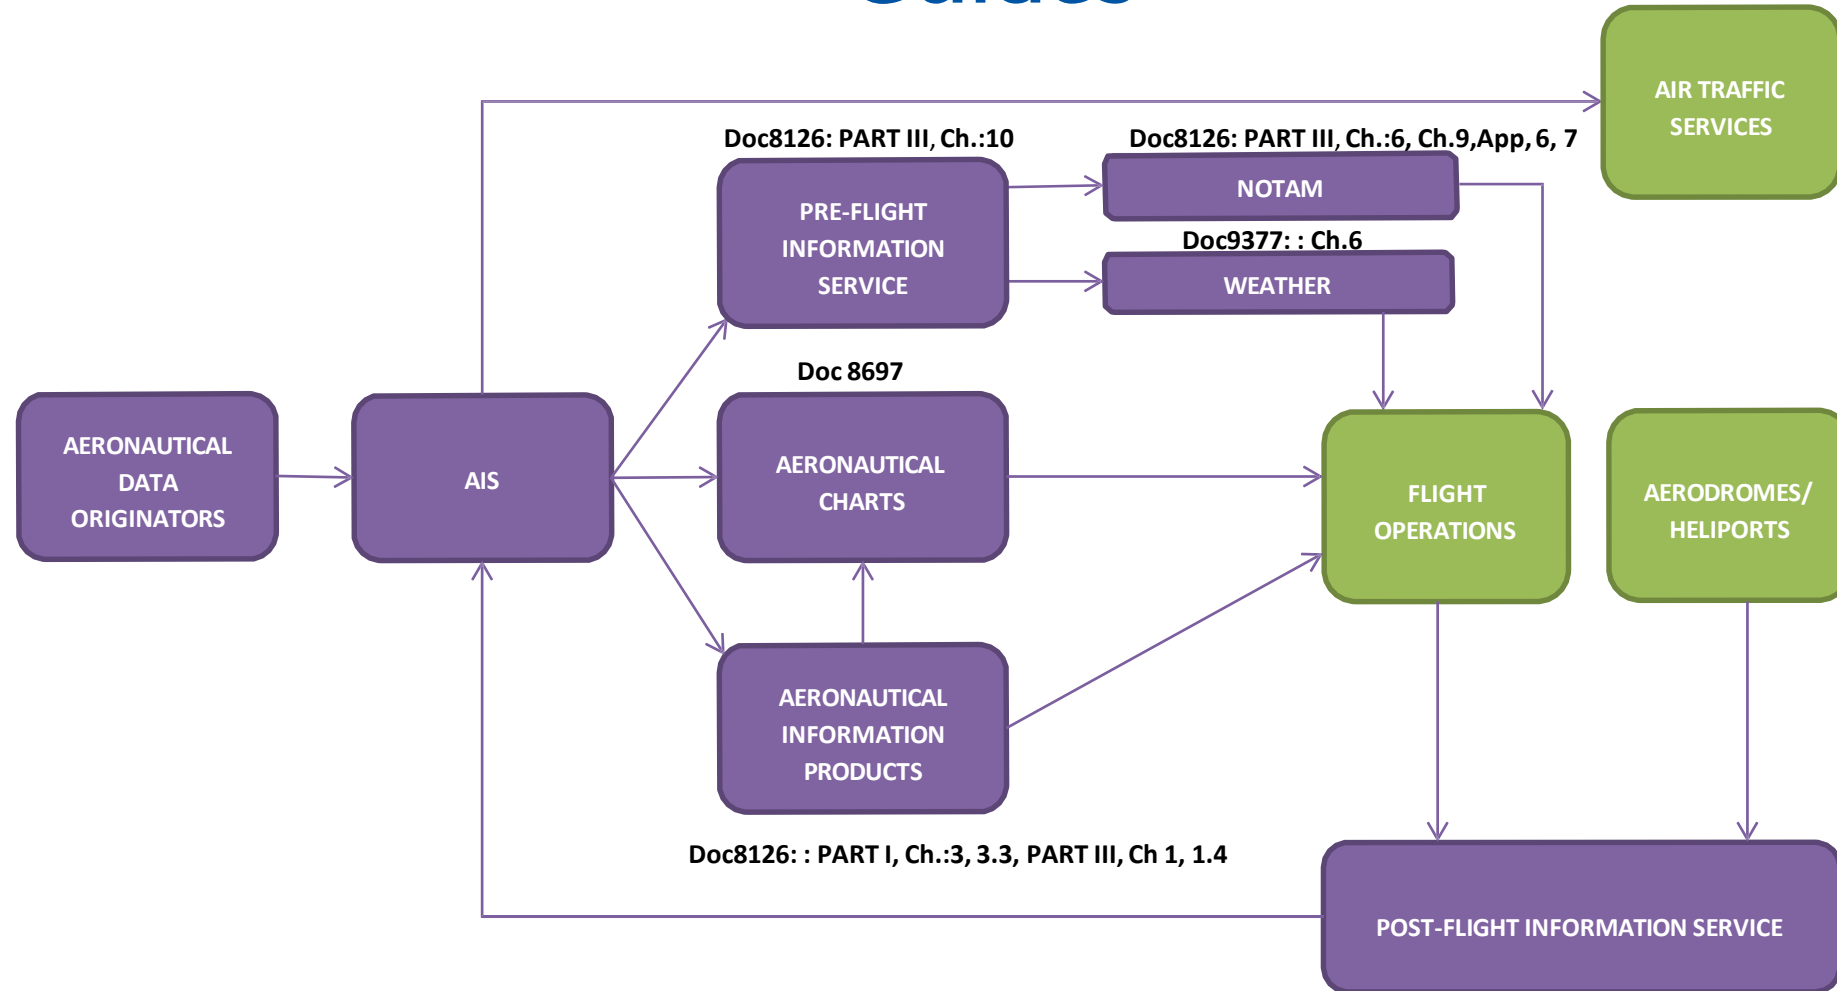 Guides
AIR TRAFFIC
SERVICES
Doc8126: PART III, Ch.:10
Doc8126: PART III, Ch.:6, Ch.9,App, 6, 7
PRE-FLIGHT
INFORMATION
SERVICE
NOTAM
Doc9377: : Ch.6
WEATHER
Doc 8697
AERONAUTICAL
DATA
ORIGINATORS
AIS
AERONAUTICAL
CHARTS
FLIGHT
OPERATIONS
AERODROMES/
HELIPORTS
AERONAUTICAL
INFORMATION
PRODUCTS
Doc8126: : PART I, Ch.:3, 3.3, PART III, Ch 1, 1.4
POST-FLIGHT INFORMATION SERVICE